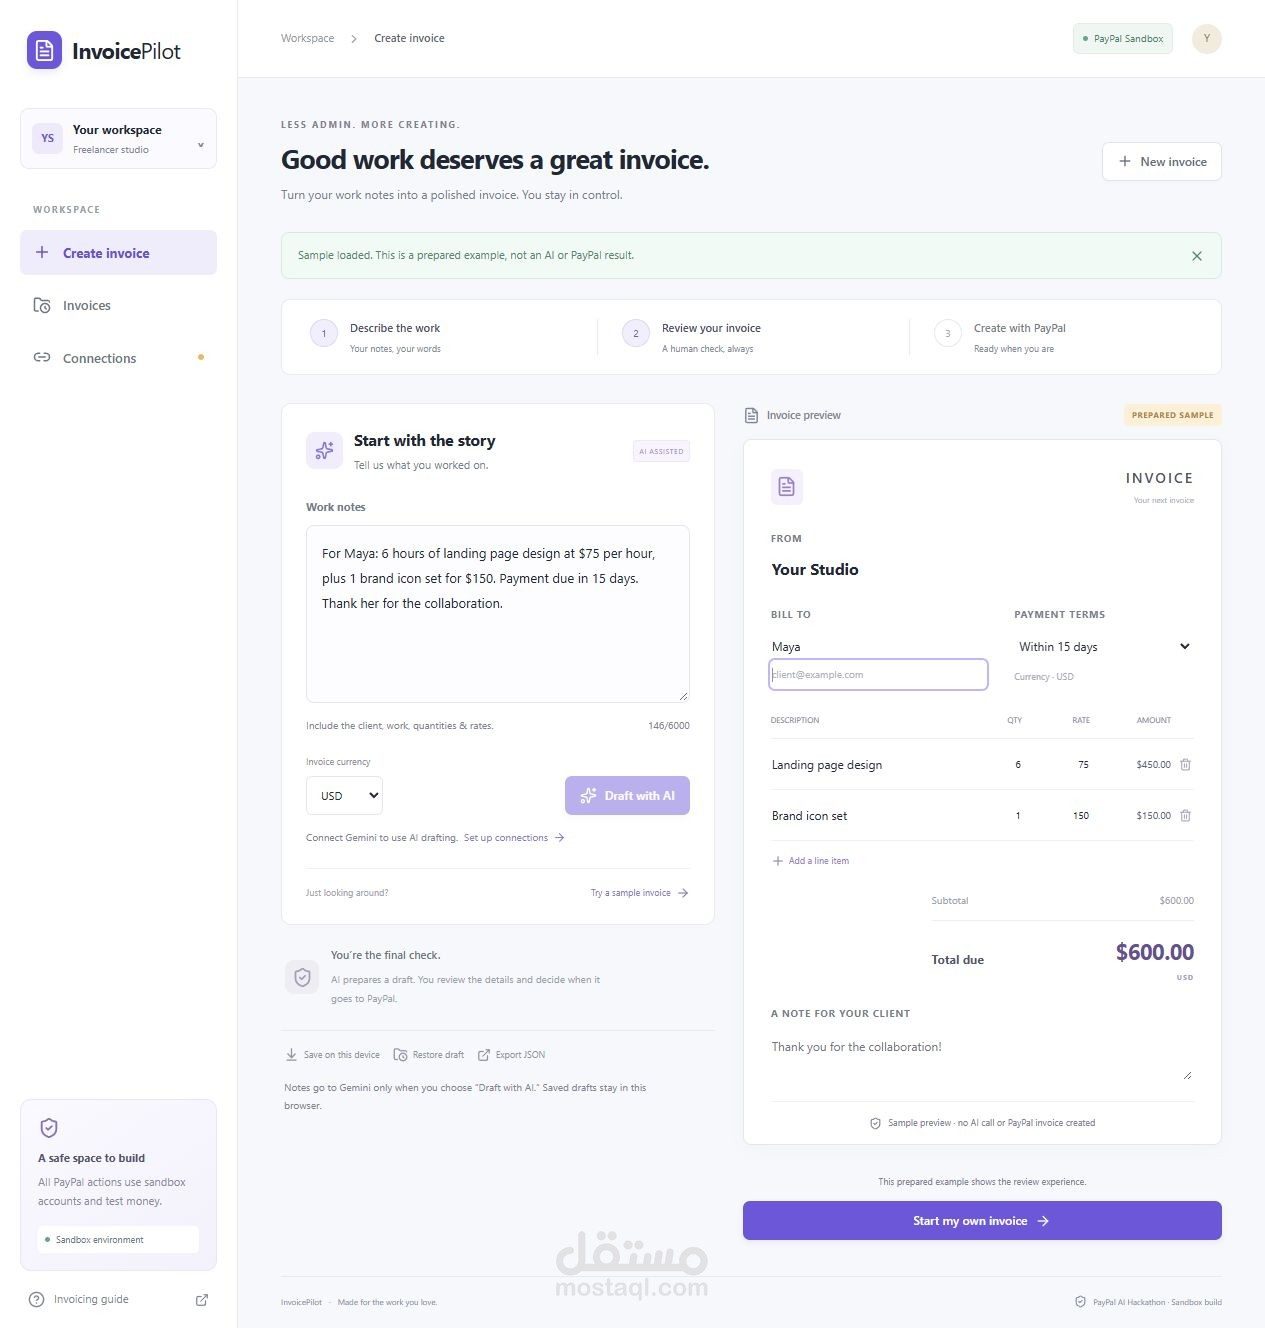 InvoicePilot
Workspace > Create invoice
PayPal Sandbox
Y
YS
Your workspace
Freelancer studio
WORKSPACE
Create invoice
Invoices
Connections
LESS ADMIN. MORE CREATING.
Good work deserves a great invoice.
Turn your work notes into a polished invoice. You stay in control.
New invoice
Sample loaded. This is a prepared example, not an AI or PayPal result.
1
Describe the work
Your notes, your words
2
Review your invoice
A human check, always
3
Create with PayPal
Ready when you are
Start with the story
Tell us what you worked on.
AI ASSISTED
Work notes
For Maya: 6 hours of landing page design at $75 per hour,
plus 1 brand icon set for $150. Payment due in 15 days.
Thank her for the collaboration.
Include the client, work, quantities & rates.
146/6000
Invoice currency
USD
Draft with AI
Connect Gemini to use AI drafting. Set up connections →
Just looking around?
Try a sample invoice →
You're the final check.
AI prepares a draft. You review the details and decide when it
goes to PayPal.
Save on this device
Restore draft
Export JSON
Notes go to Gemini only when you choose "Draft with AI." Saved drafts stay in this
browser.
Invoice preview
PREPARED SAMPLE
INVOICE
Your next invoice
FROM
Your Studio
BILL TO
Maya
client@example.com
PAYMENT TERMS
Within 15 days
Currency · USD
DESCRIPTION QTY RATE AMOUNT
Landing page design 6 75 $450.00
Brand icon set 1 150 $150.00
Add a line item
Subtotal $600.00
Total due $600.00
USD
A NOTE FOR YOUR CLIENT
Thank you for the collaboration!
Sample preview · no AI call or PayPal invoice created
This prepared example shows the review experience.
Start my own invoice →
A safe space to build
All PayPal actions use sandbox
accounts and test money.
Sandbox environment
Invoicing guide
مستقل
mostaql.com
InvoicePilot · Made for the work you love.
PayPal AI Hackathon · Sandbox build